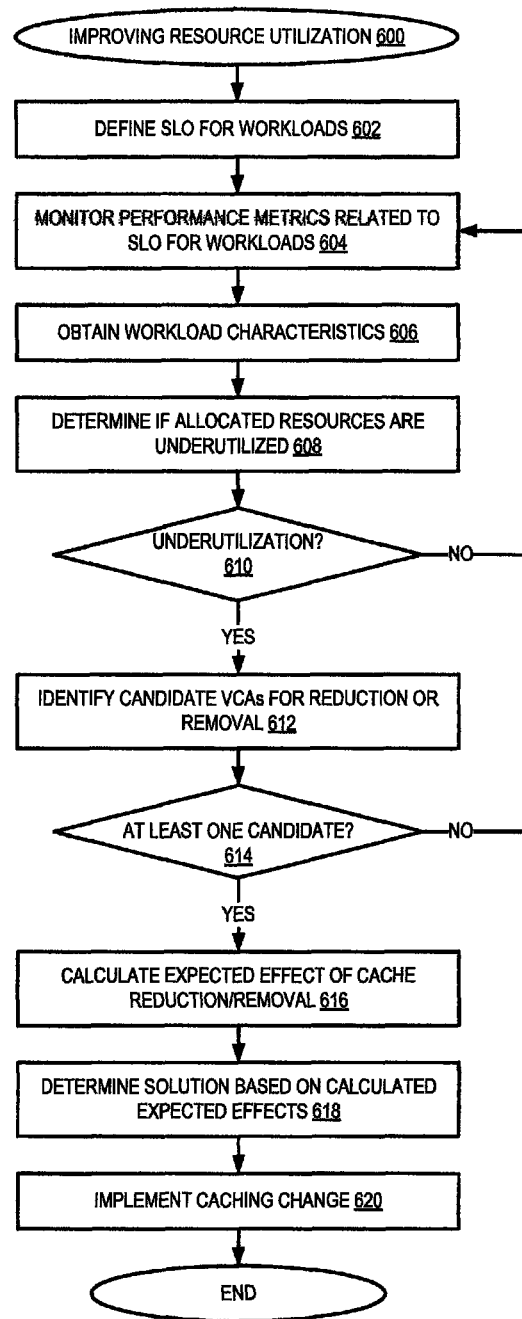 IMPROVING RESOURCE UTILIZATION 600
DEFINE SLO FOR WORKLOADS 602
MONITOR PERFORMANCE METRICS RELATED TO
SLO FOR WORKLOADS 604
OBTAIN WORKLOAD CHARACTERISTICS 606
DETERMINE IF ALLOCATED RESOURCES ARE
UNDERUTILIZED 608
UNDERUTILIZATION?
610
NO
YES
IDENTIFY CANDIDATE VCAs FOR REDUCTION OR
REMOVAL 612
AT LEAST ONE CANDIDATE?
614
NO
YES
CALCULATE EXPECTED EFFECT OF CACHE
REDUCTION/REMOVAL 616
DETERMINE SOLUTION BASED ON CALCULATED
EXPECTED EFFECTS 618
IMPLEMENT CACHING CHANGE 620
END